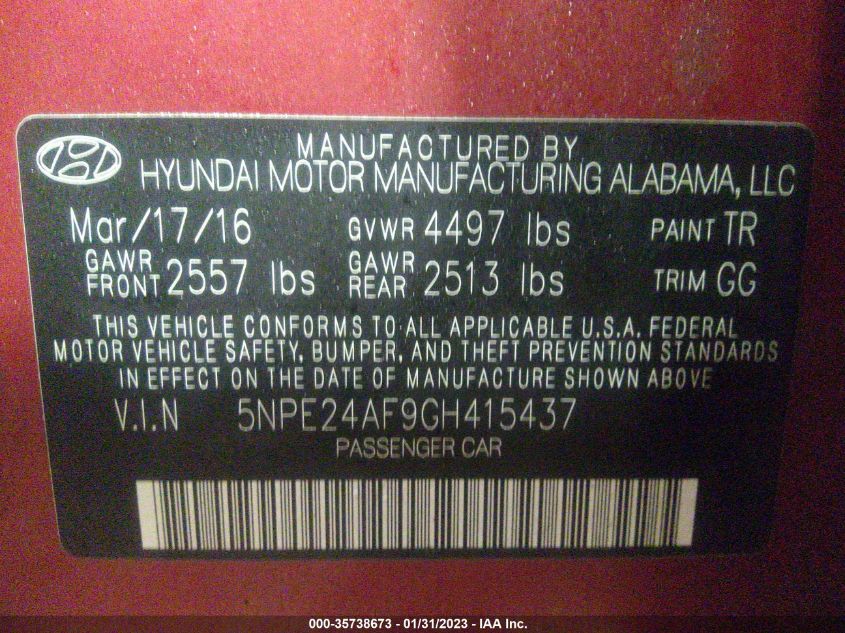 MANUFACTURED BY
HYUNDAI MOTOR MANUFACTURING ALABAMA, LLC
Mar/17/16 GVWR 4497 lbs PAINT TR
GAWR FRONT 2557 lbs GAWR REAR 2513 lbs TRIM GG
THIS VEHICLE CONFORMS TO ALL APPLICABLE U.S.A. FEDERAL
MOTOR VEHICLE SAFETY, BUMPER, AND THEFT PREVENTION STANDARDS
IN EFFECT ON THE DATE OF MANUFACTURE SHOWN ABOVE
V.I.N 5NPE24AF9GH415437
PASSENGER CAR
000-35738673 - 01/31/2023 - IAA Inc.